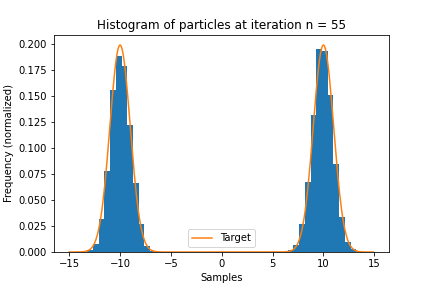 Histogram of particles at iteration n = 55
Frequency (normalized)
0.200
0.175
0.150
0.125
0.100
0.075
0.050
0.025
0.000
Target
−15 −10 −5 0 5 10 15
Samples